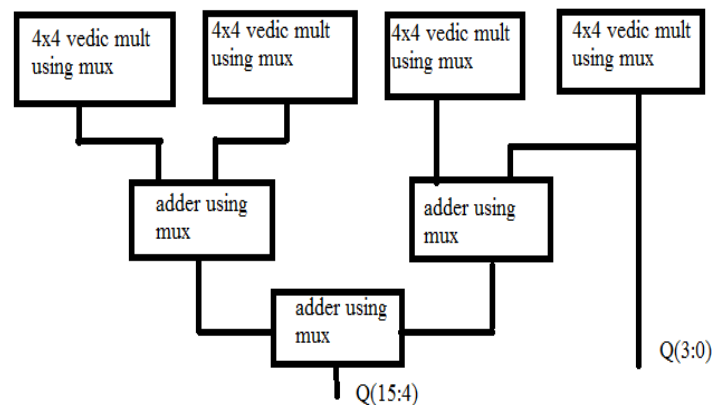 4x4 vedic mult
using mux
4x4 vedic mult
using mux
4x4 vedic mult
using mux
4x4 vedic mult
using mux
adder using
mux
adder using
mux
adder using
mux
Q(3:0)
Q(15:4)